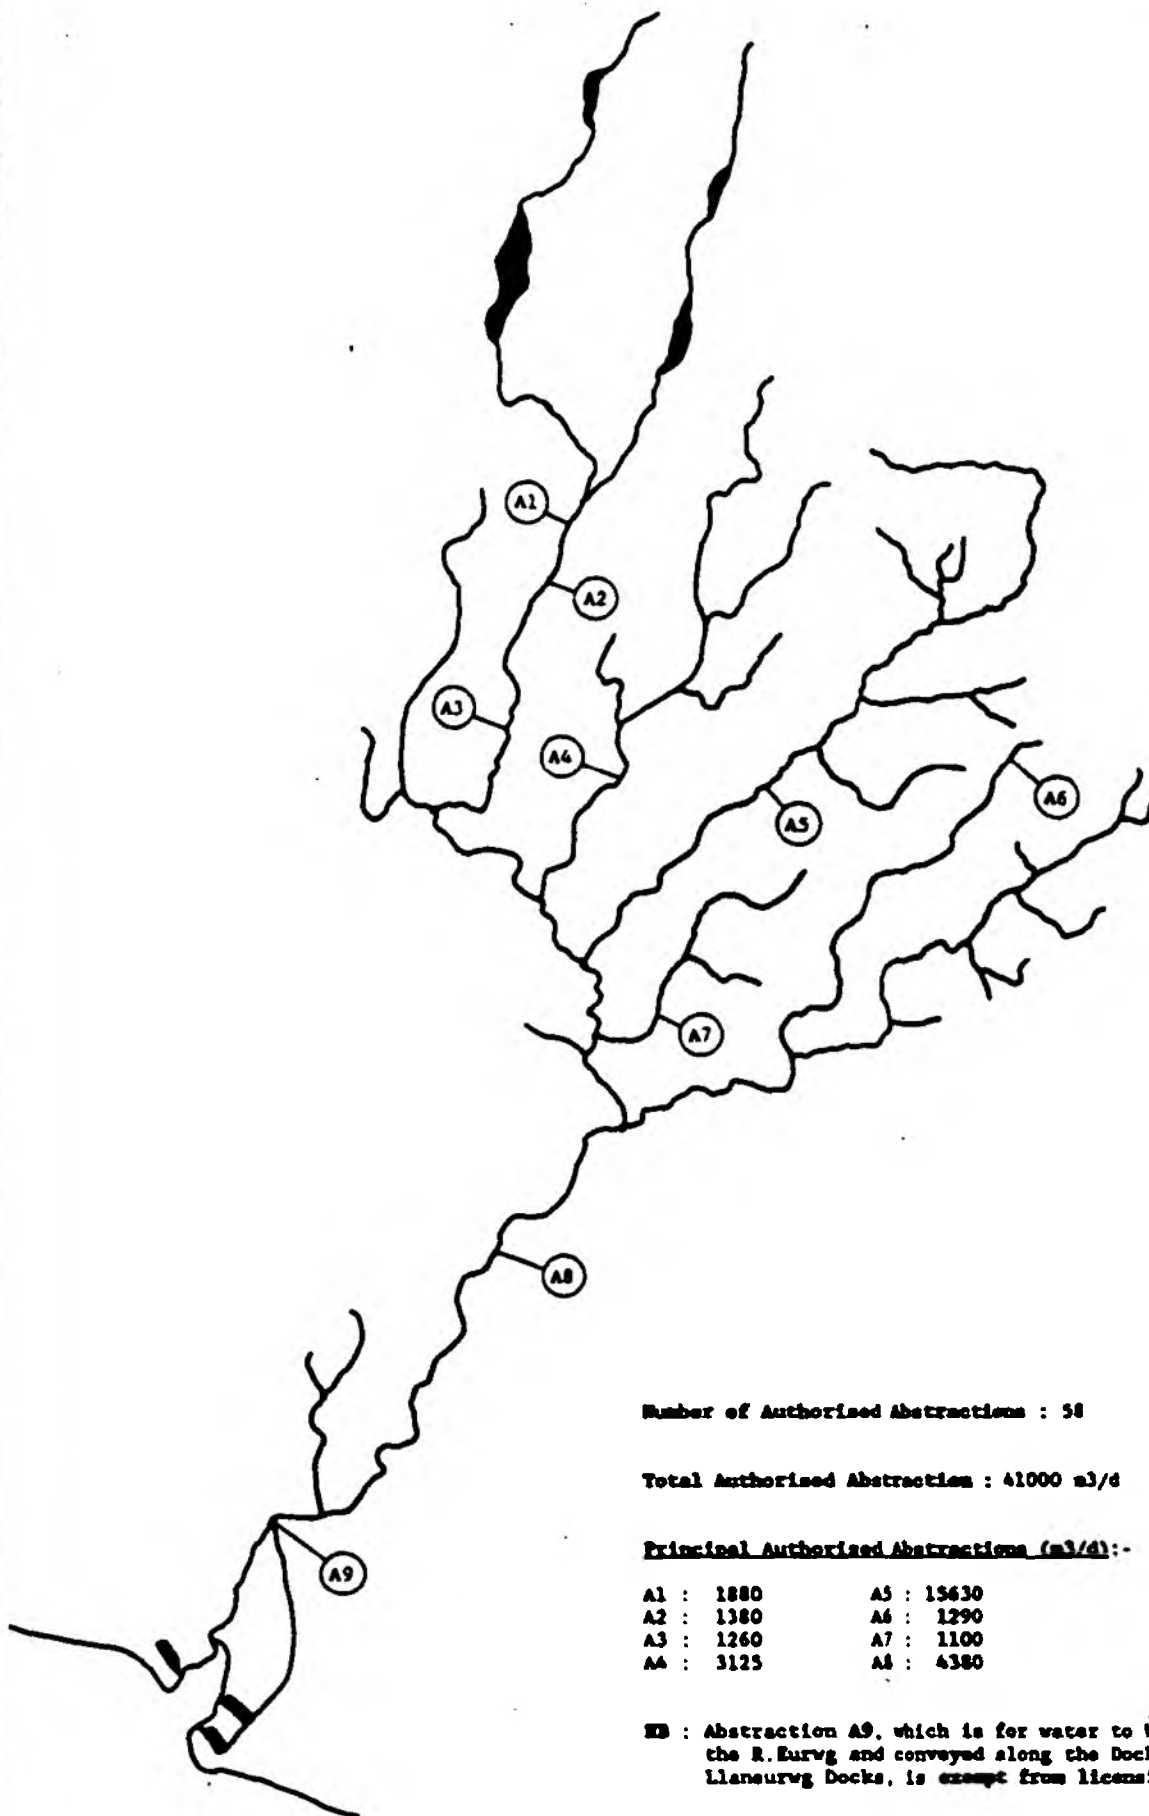 A1
A2
A3
A4
A5
A6
A7
A8
A9
Number of Authorised Abstractions : 58
Total Authorised Abstraction : 41000 m3/d
Principal Authorised Abstractions (m3/d):-
A1 : 1880 A5 : 15630
A2 : 1380 A6 : 1290
A3 : 1260 A7 : 1100
A4 : 3125 A8 : 4380
NB : Abstraction A9, which is for water to
the R.Eurwg and conveyed along the
Llaneurwg Docks, is exempt from